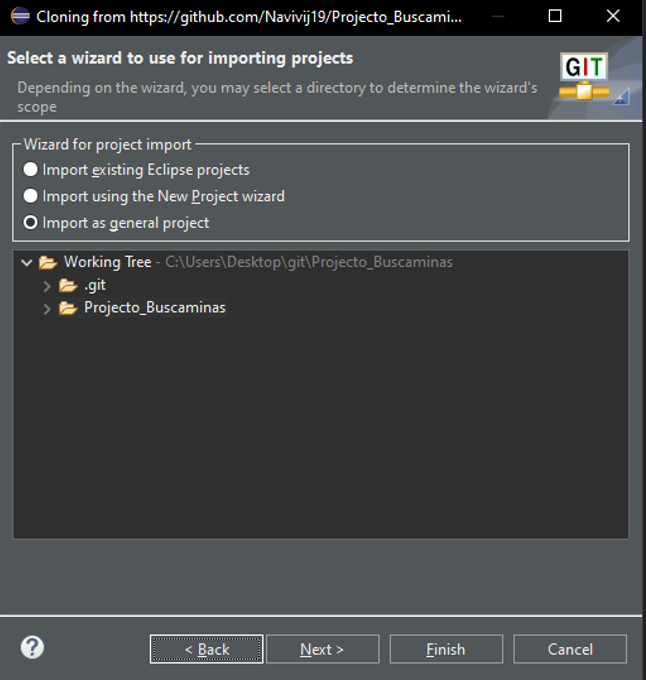 Cloning from https://github.com/Navivij19/Projecto_Buscami...
Select a wizard to use for importing projects
Depending on the wizard, you may select a directory to determine the wizard's
scope
GIT
Wizard for project import
Import existing Eclipse projects
Import using the New Project wizard
Import as general project
Working Tree - C:\Users\Desktop\git\Projecto_Buscaminas
.git
Projecto_Buscaminas
?
< Back
Next >
Finish
Cancel